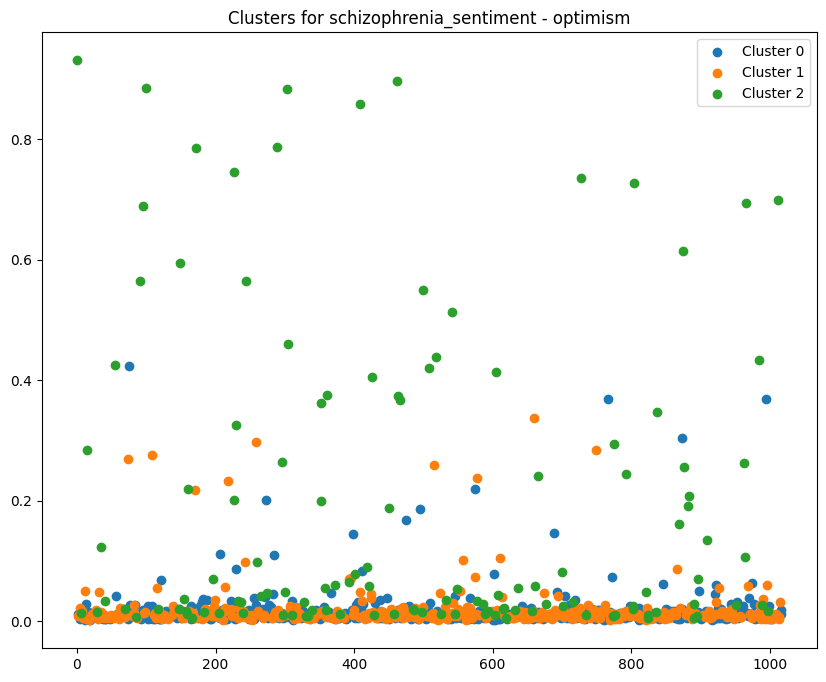 Clusters for schizophrenia_sentiment - optimism
Cluster 0
Cluster 1
Cluster 2
0.8
0.6
0.4
0.2
0.0
0 200 400 600 800 1000